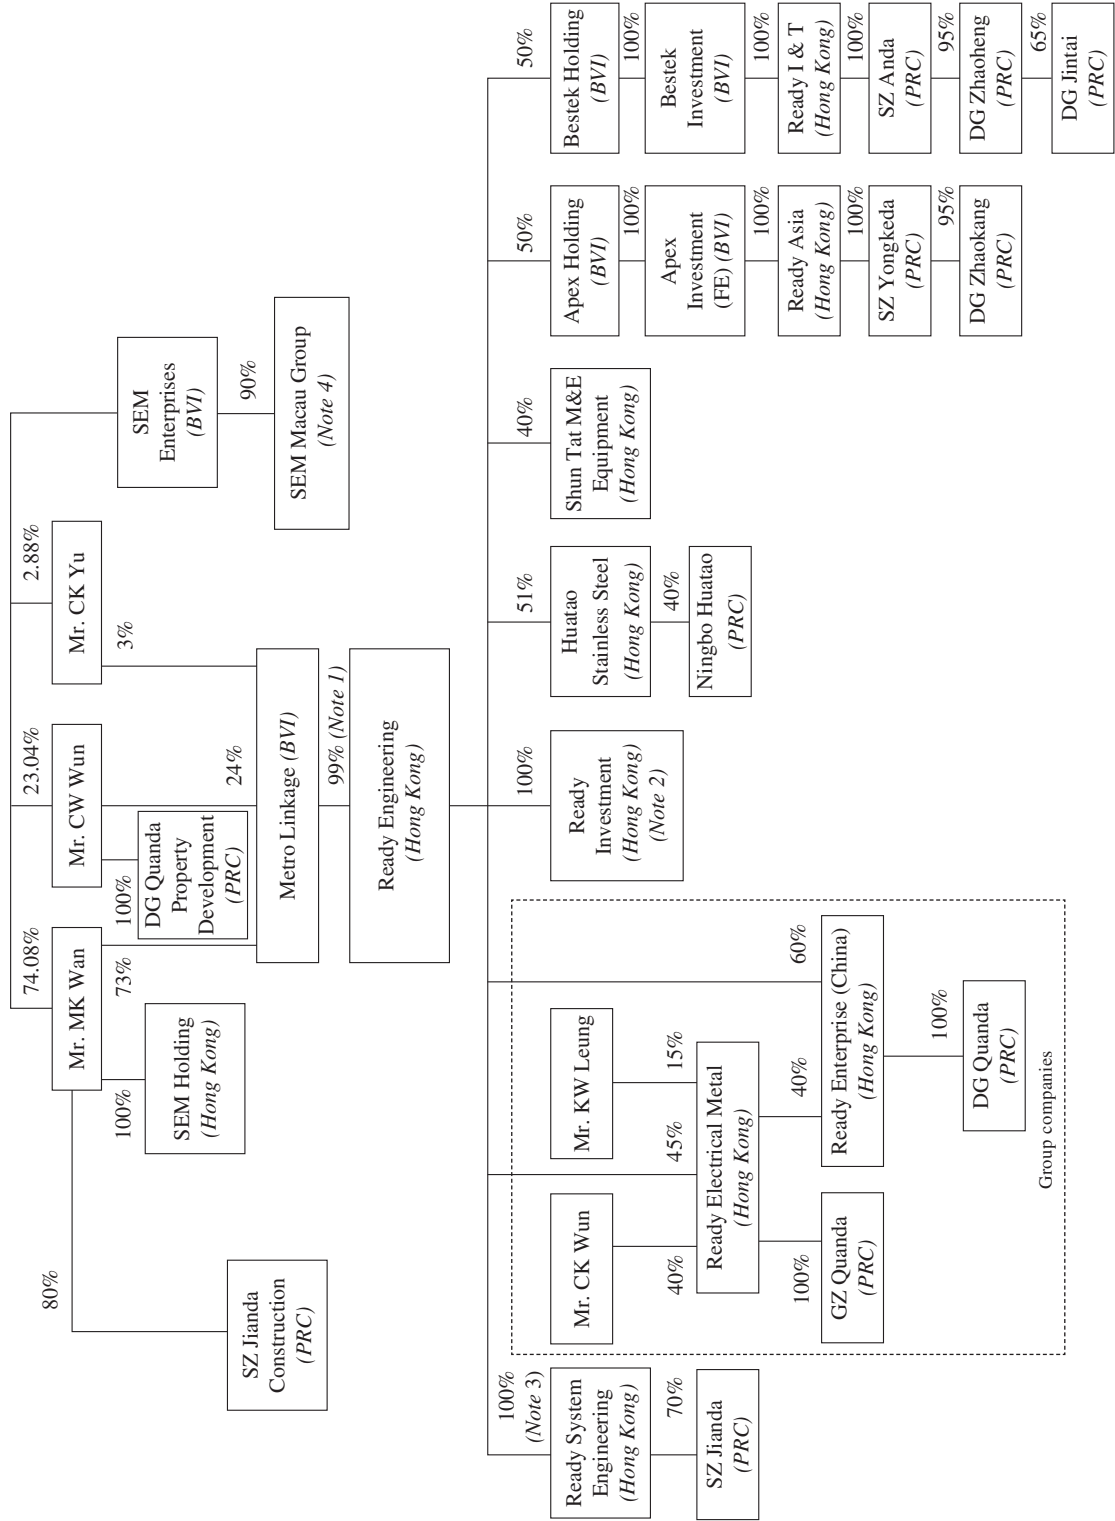 80%
SZ Jianda
Construction
(PRC)
74.08%
Mr. MK Wan
100%
SEM Holding
(Hong Kong)
73%
23.04%
Mr. CW Wun
100%
DG Quanda
Property
Development
(PRC)
24%
2.88%
Mr. CK Yu
3%
SEM
Enterprises
(BVI)
90%
SEM Macau Group
(Note 4)
Metro Linkage (BVI)
99% (Note 1)
Ready Engineering
(Hong Kong)
100%
(Note 3)
Ready System
Engineering
(Hong Kong)
70%
SZ Jianda
(PRC)
Mr. CK Wun
40%
45%
Mr. KW Leung
15%
Ready Electrical Metal
(Hong Kong)
100%
GZ Quanda
(PRC)
40%
60%
Ready Enterprise (China)
(Hong Kong)
100%
DG Quanda
(PRC)
Group companies
100%
Ready
Investment
(Hong Kong)
(Note 2)
51%
Huatao
Stainless Steel
(Hong Kong)
40%
Ningbo Huatao
(PRC)
40%
Shun Tat M&E
Equipment
(Hong Kong)
50%
Apex Holding
(BVI)
100%
Apex
Investment
(FE) (BVI)
100%
Ready Asia
(Hong Kong)
100%
SZ Yongkeda
(PRC)
95%
DG Zhaokang
(PRC)
50%
Bestek Holding
(BVI)
100%
Bestek
Investment
(BVI)
100%
Ready I & T
(Hong Kong)
100%
SZ Anda
(PRC)
95%
DG Zhaoheng
(PRC)
65%
DG Jintai
(PRC)